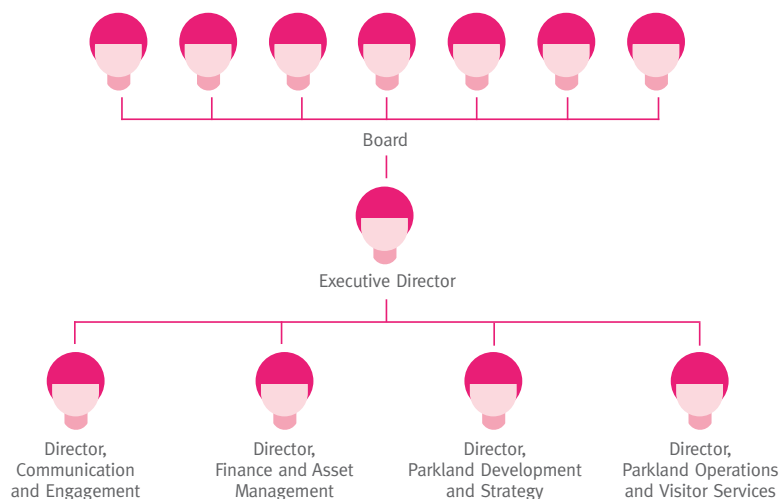 Board
Executive Director
Director,
Communication
and Engagement
Director,
Finance and Asset
Management
Director,
Parkland Development
and Strategy
Director,
Parkland Operations
and Visitor Services